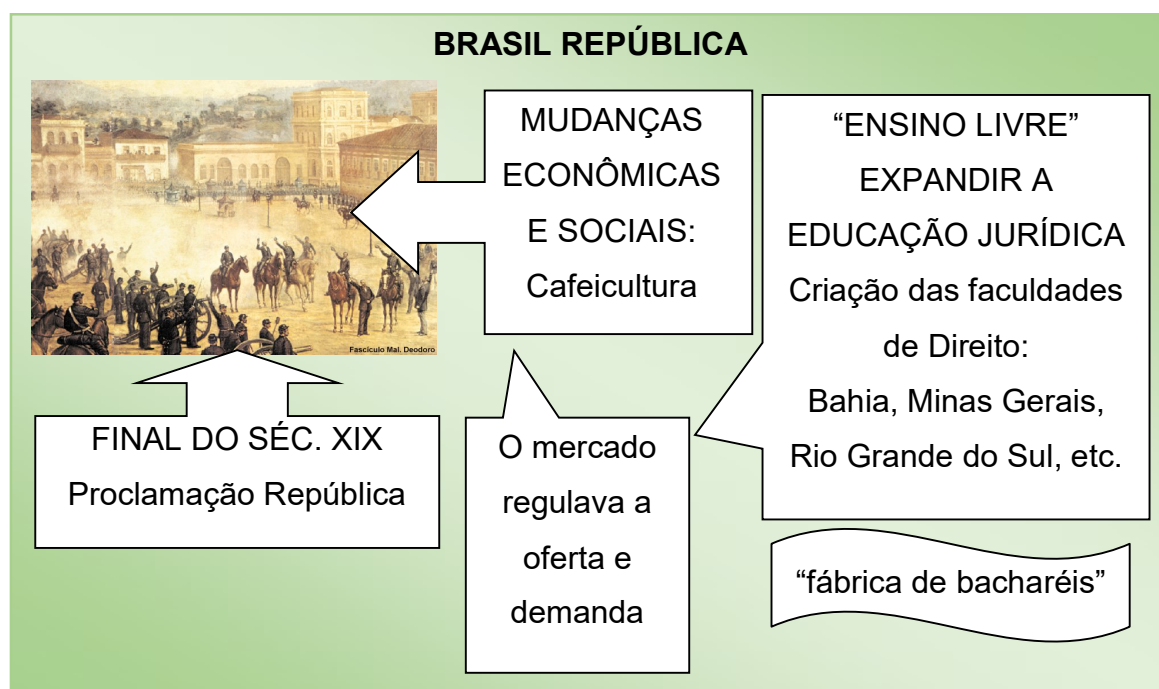 BRASIL REPÚBLICA
MUDANÇAS
ECONÔMICAS
E SOCIAIS:
Cafeicultura
“ENSINO LIVRE”
EXPANDIR A
EDUCAÇÃO JURÍDICA
Criação das faculdades
de Direito:
Bahia, Minas Gerais,
Rio Grande do Sul, etc.
Fascículo Mal. Deodoro
FINAL DO SÉC. XIX
Proclamação República
O mercado
regulava a
oferta e
demanda
“fábrica de bacharéis”